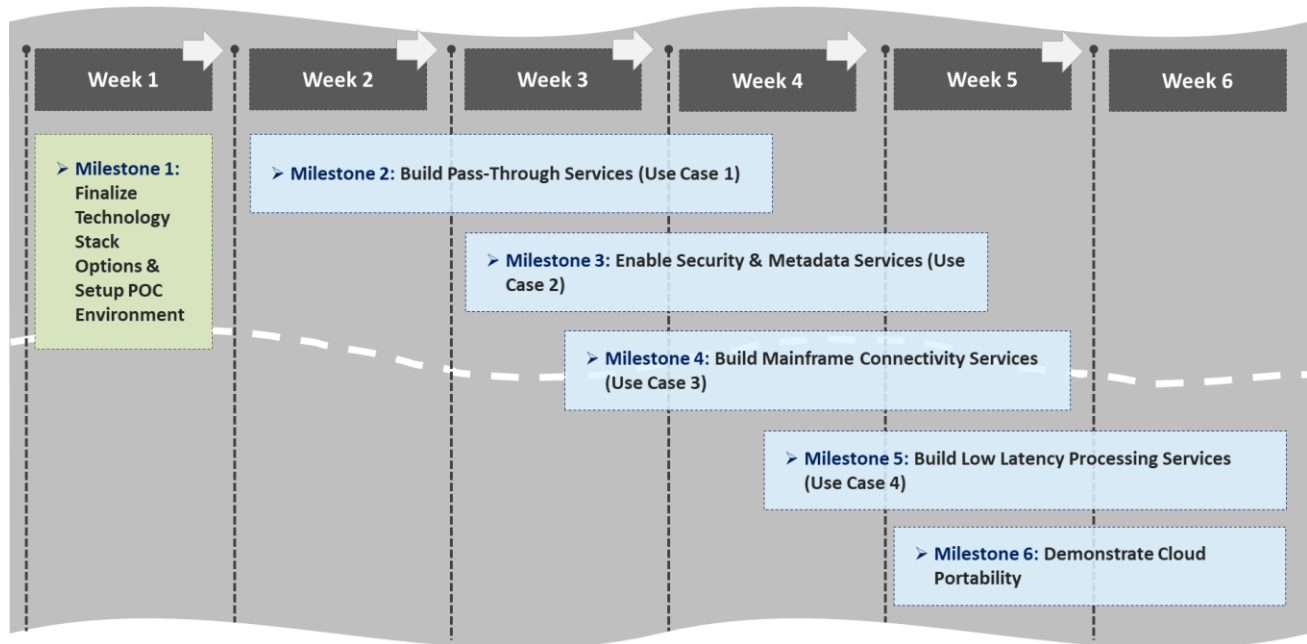 Week 1
Week 2
Week 3
Week 4
Week 5
Week 6
➢ Milestone 1:
Finalize
Technology
Stack
Options &
Setup POC
Environment
➢ Milestone 2: Build Pass-Through Services (Use Case 1)
➢ Milestone 3: Enable Security & Metadata Services (Use
Case 2)
➢ Milestone 4: Build Mainframe Connectivity Services
(Use Case 3)
➢ Milestone 5: Build Low Latency Processing Services
(Use Case 4)
➢ Milestone 6: Demonstrate Cloud
Portability